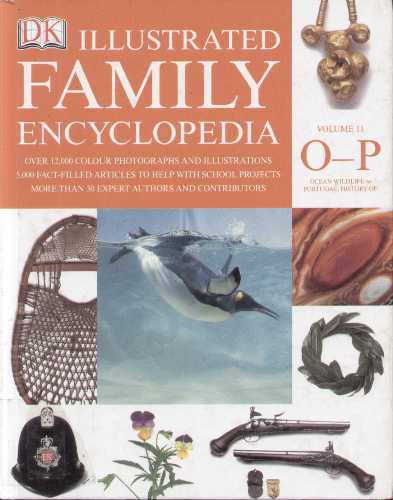 DK
ILLUSTRATED
FAMILY
ENCYCLOPEDIA
OVER 12,000 COLOUR PHOTOGRAPHS AND ILLUSTRATIONS
5,000 FACT-FILLED ARTICLES TO HELP WITH SCHOOL PROJECTS
MORE THAN 30 EXPERT AUTHORS AND CONTRIBUTORS
VOLUME 11
O–P
OCEAN WILDLIFE to
PORTUGAL, HISTORY OF